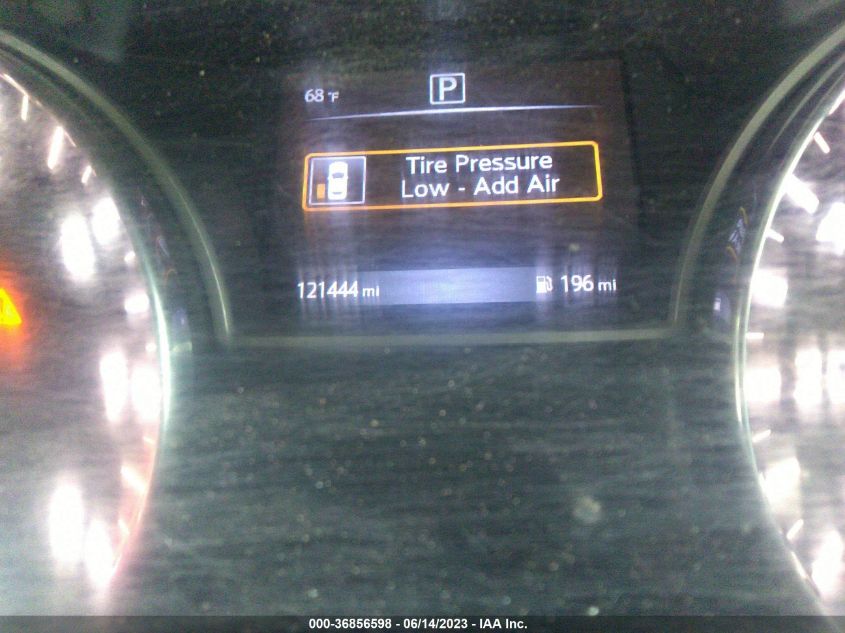 68 °F
P
Tire Pressure
Low - Add Air
121444 mi
196 mi
000-36856598 - 06/14/2023 - IAA Inc.